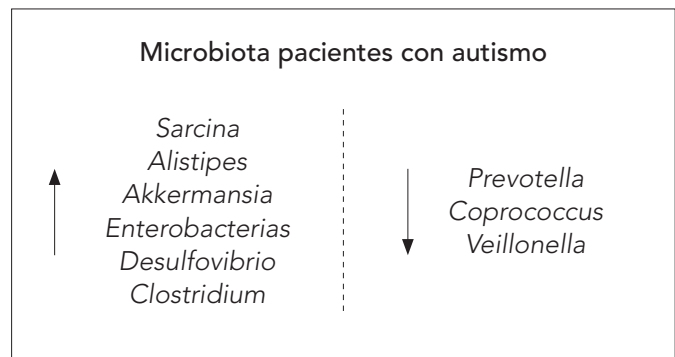 Microbiota pacientes con autismo
Sarcina
Alistipes
Akkermansia
Enterobacterias
Desulfovibrio
Clostridium
Prevotella
Coprococcus
Veillonella